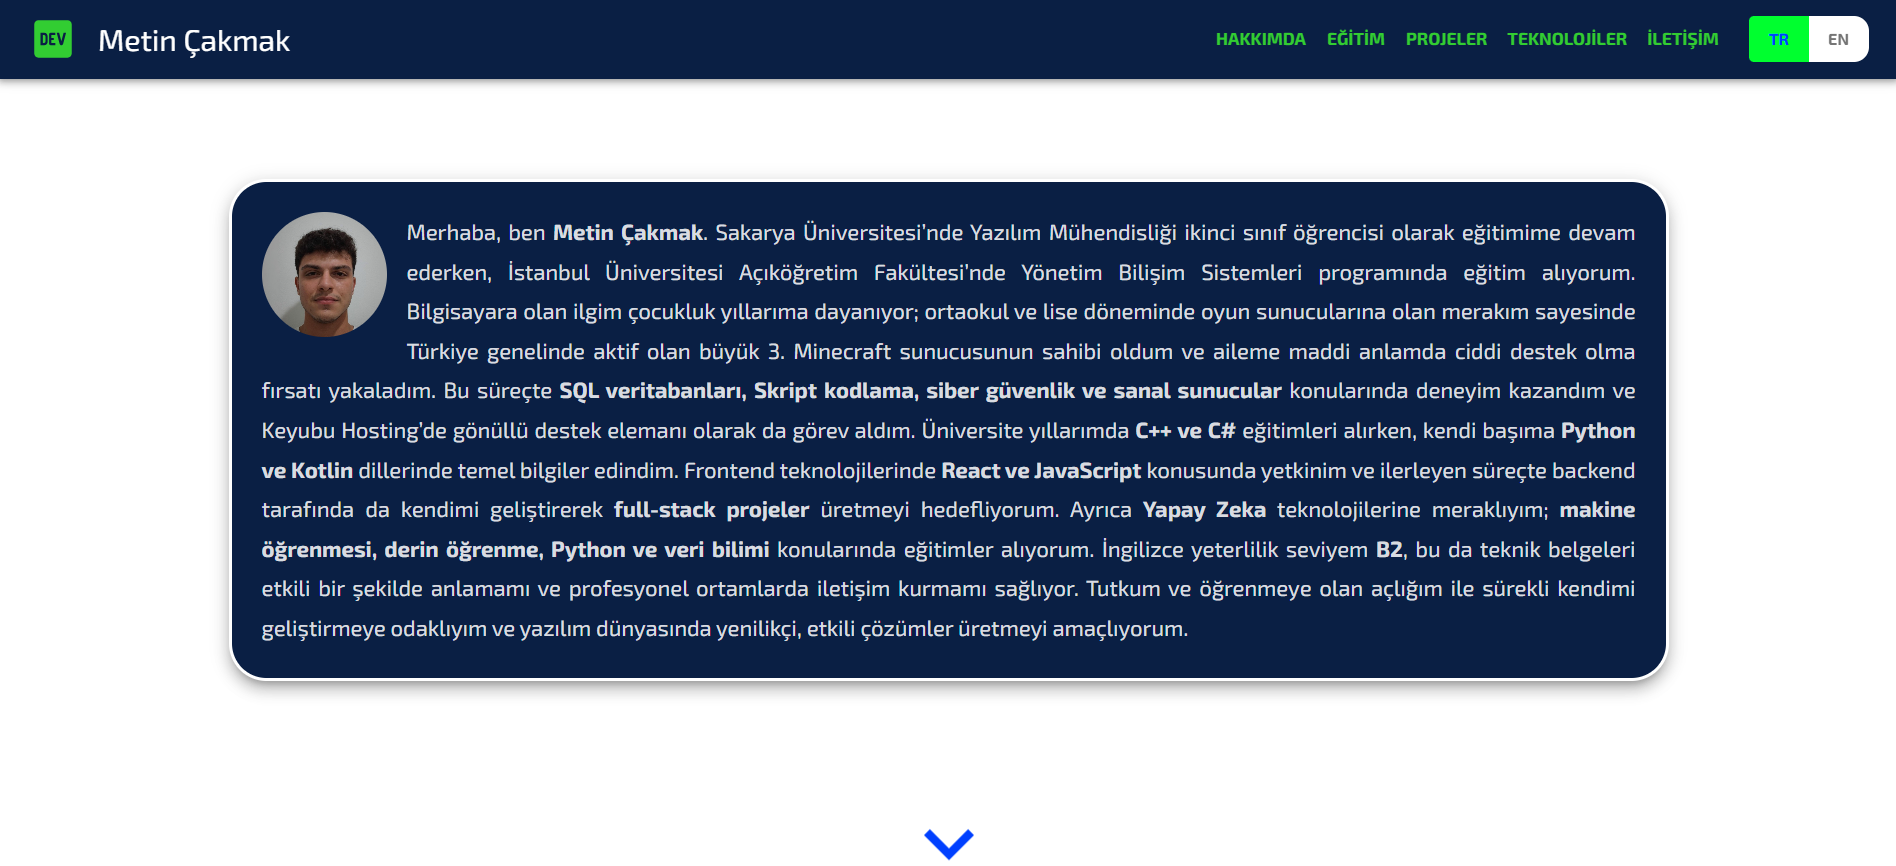 DEV
Metin Çakmak
HAKKIMDA EĞİTİM PROJELER TEKNOLOJİLER İLETİŞİM TR EN
Merhaba, ben Metin Çakmak. Sakarya Üniversitesi’nde Yazılım Mühendisliği ikinci sınıf öğrencisi olarak eğitimime devam
ederken, İstanbul Üniversitesi Açıköğretim Fakültesi’nde Yönetim Bilişim Sistemleri programında eğitim alıyorum.
Bilgisayara olan ilgim çocukluk yıllarıma dayanıyor; ortaokul ve lise döneminde oyun sunucularına olan merakım sayesinde
Türkiye genelinde aktif olan büyük 3. Minecraft sunucusunun sahibi oldum ve aileme maddi anlamda ciddi destek olma
fırsatı yakaladım. Bu süreçte SQL veritabanları, Skript kodlama, siber güvenlik ve sanal sunucular konularında deneyim kazandım ve
Keyubu Hosting’de gönüllü destek elemanı olarak da görev aldım. Üniversite yıllarımda C++ ve C# eğitimleri alırken, kendi başıma Python
ve Kotlin dillerinde temel bilgiler edindim. Frontend teknolojilerinde React ve JavaScript konusunda yetkinim ve ilerleyen süreçte backend
tarafında da kendimi geliştirerek full-stack projeler üretmeyi hedefliyorum. Ayrıca Yapay Zeka teknolojilerine meraklıyım; makine
öğrenmesi, derin öğrenme, Python ve veri bilimi konularında eğitimler alıyorum. İngilizce yeterlilik seviyem B2, bu da teknik belgeleri
etkili bir şekilde anlamamı ve profesyonel ortamlarda iletişim kurmamı sağlıyor. Tutkum ve öğrenmeye olan açlığım ile sürekli kendimi
geliştirmeye odaklıyım ve yazılım dünyasında yenilikçi, etkili çözümler üretmeyi amaçlıyorum.